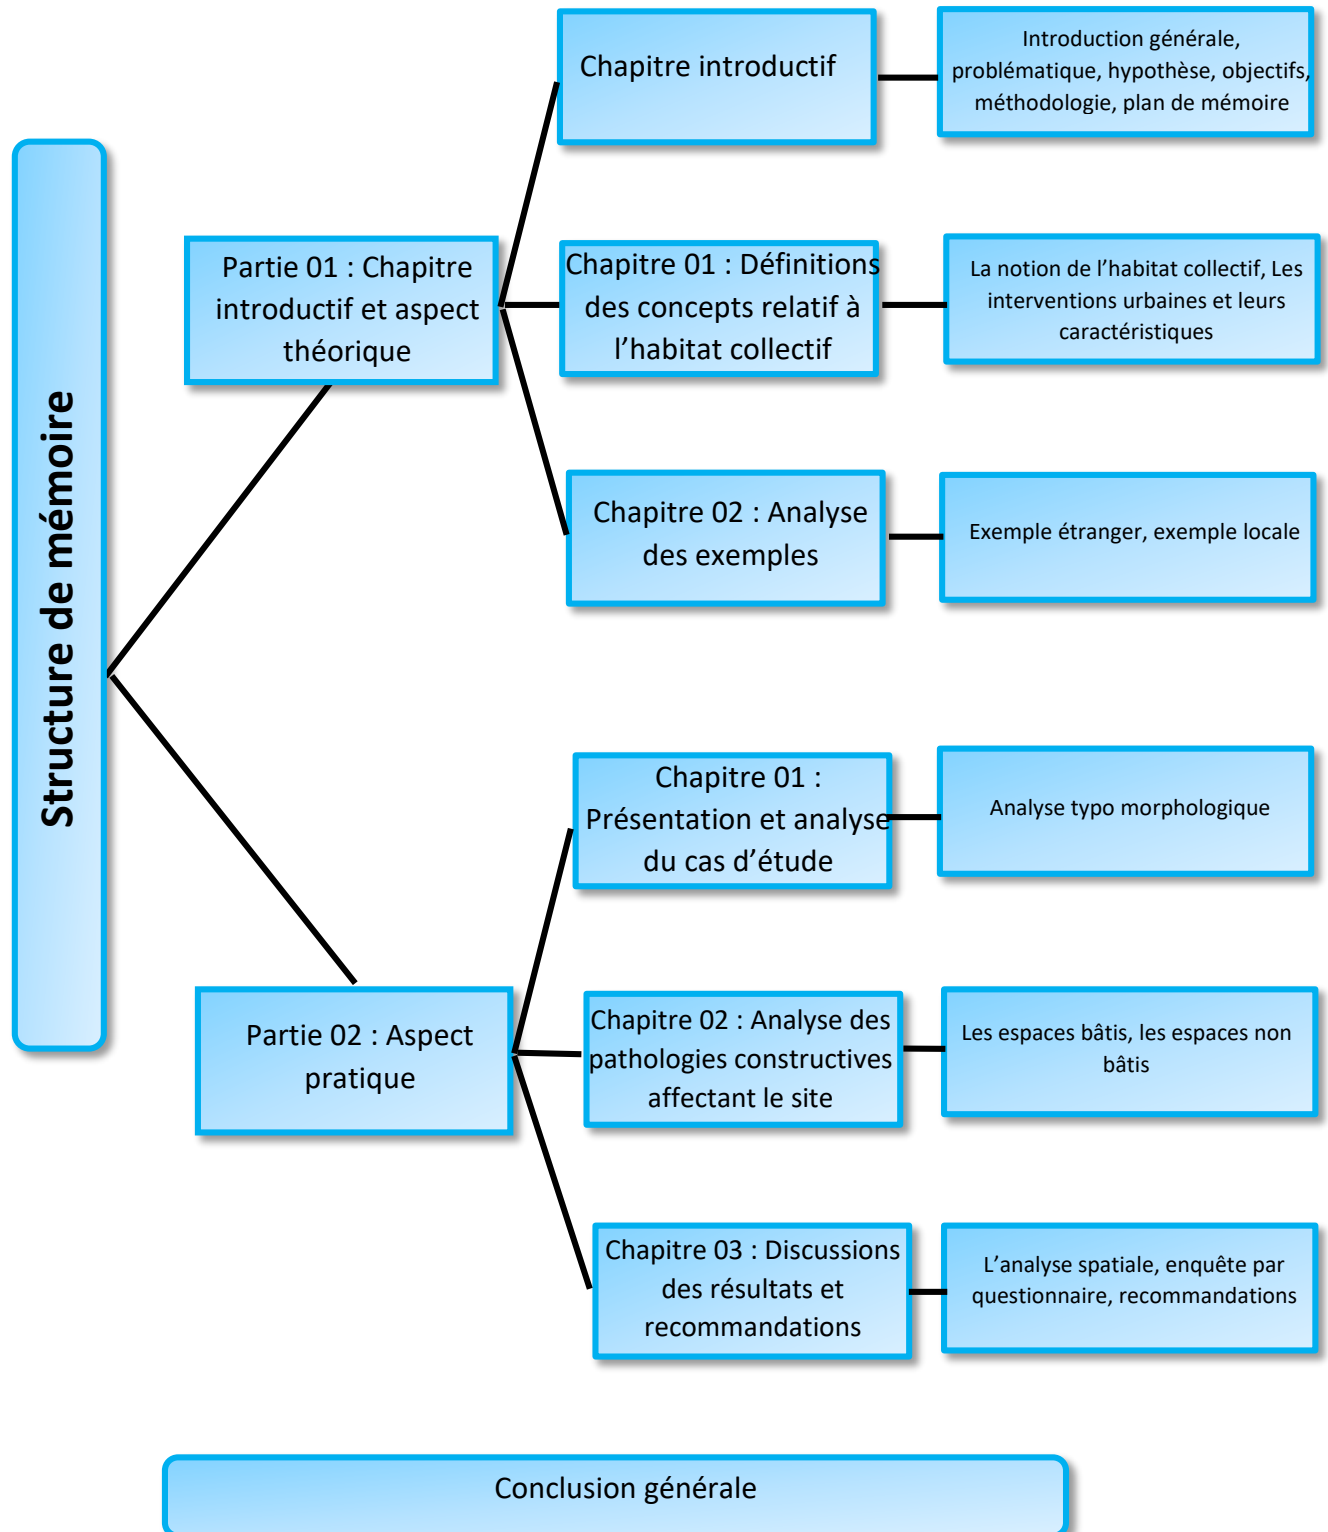 Structure de mémoire
Partie 01 : Chapitre
introductif et aspect
théorique
Chapitre introductif
Introduction générale,
problématique, hypothèse, objectifs,
méthodologie, plan de mémoire
Chapitre 01 : Définitions
des concepts relatif à
l’habitat collectif
La notion de l’habitat collectif, Les
interventions urbaines et leurs
caractéristiques
Chapitre 02 : Analyse
des exemples
Exemple étranger, exemple locale
Partie 02 : Aspect
pratique
Chapitre 01 :
Présentation et analyse
du cas d’étude
Analyse typo morphologique
Chapitre 02 : Analyse des
pathologies constructives
affectant le site
Les espaces bâtis, les espaces non
bâtis
Chapitre 03 : Discussions
des résultats et
recommandations
L’analyse spatiale, enquête par
questionnaire, recommandations
Conclusion générale